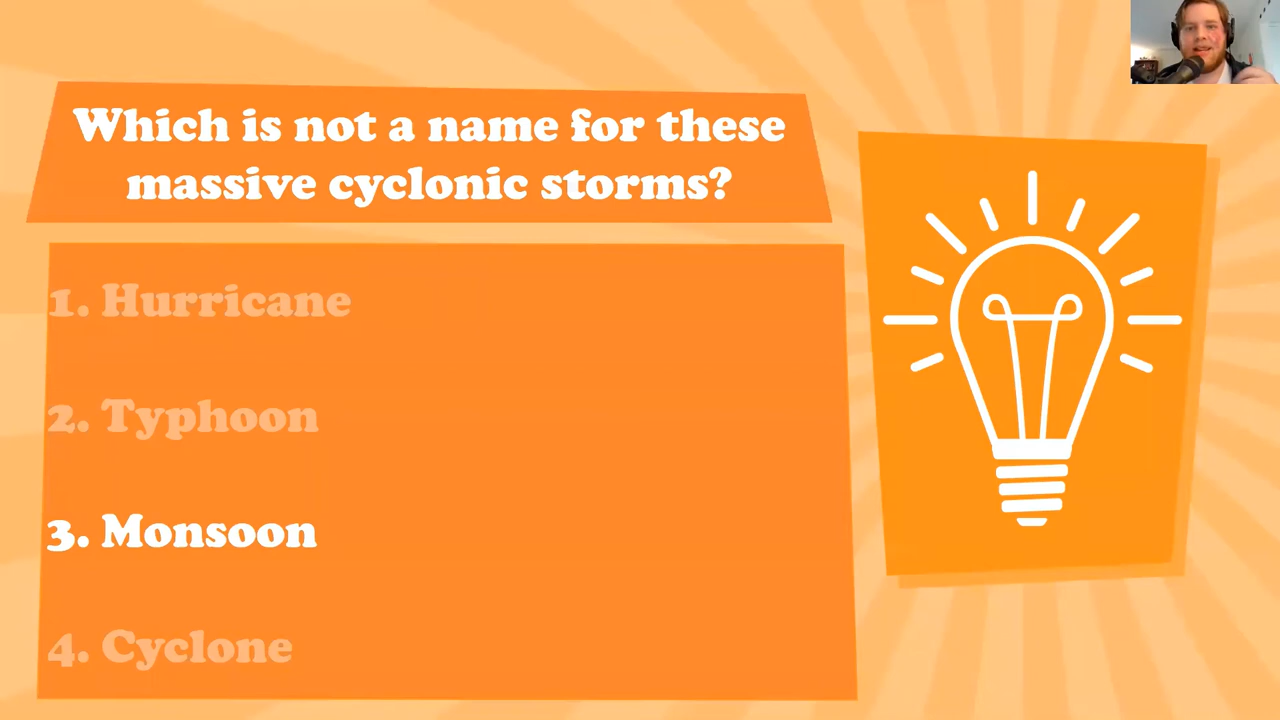 Which is not a name for these
massive cyclonic storms?
1. Hurricane
2. Typhoon
3. Monsoon
4. Cyclone